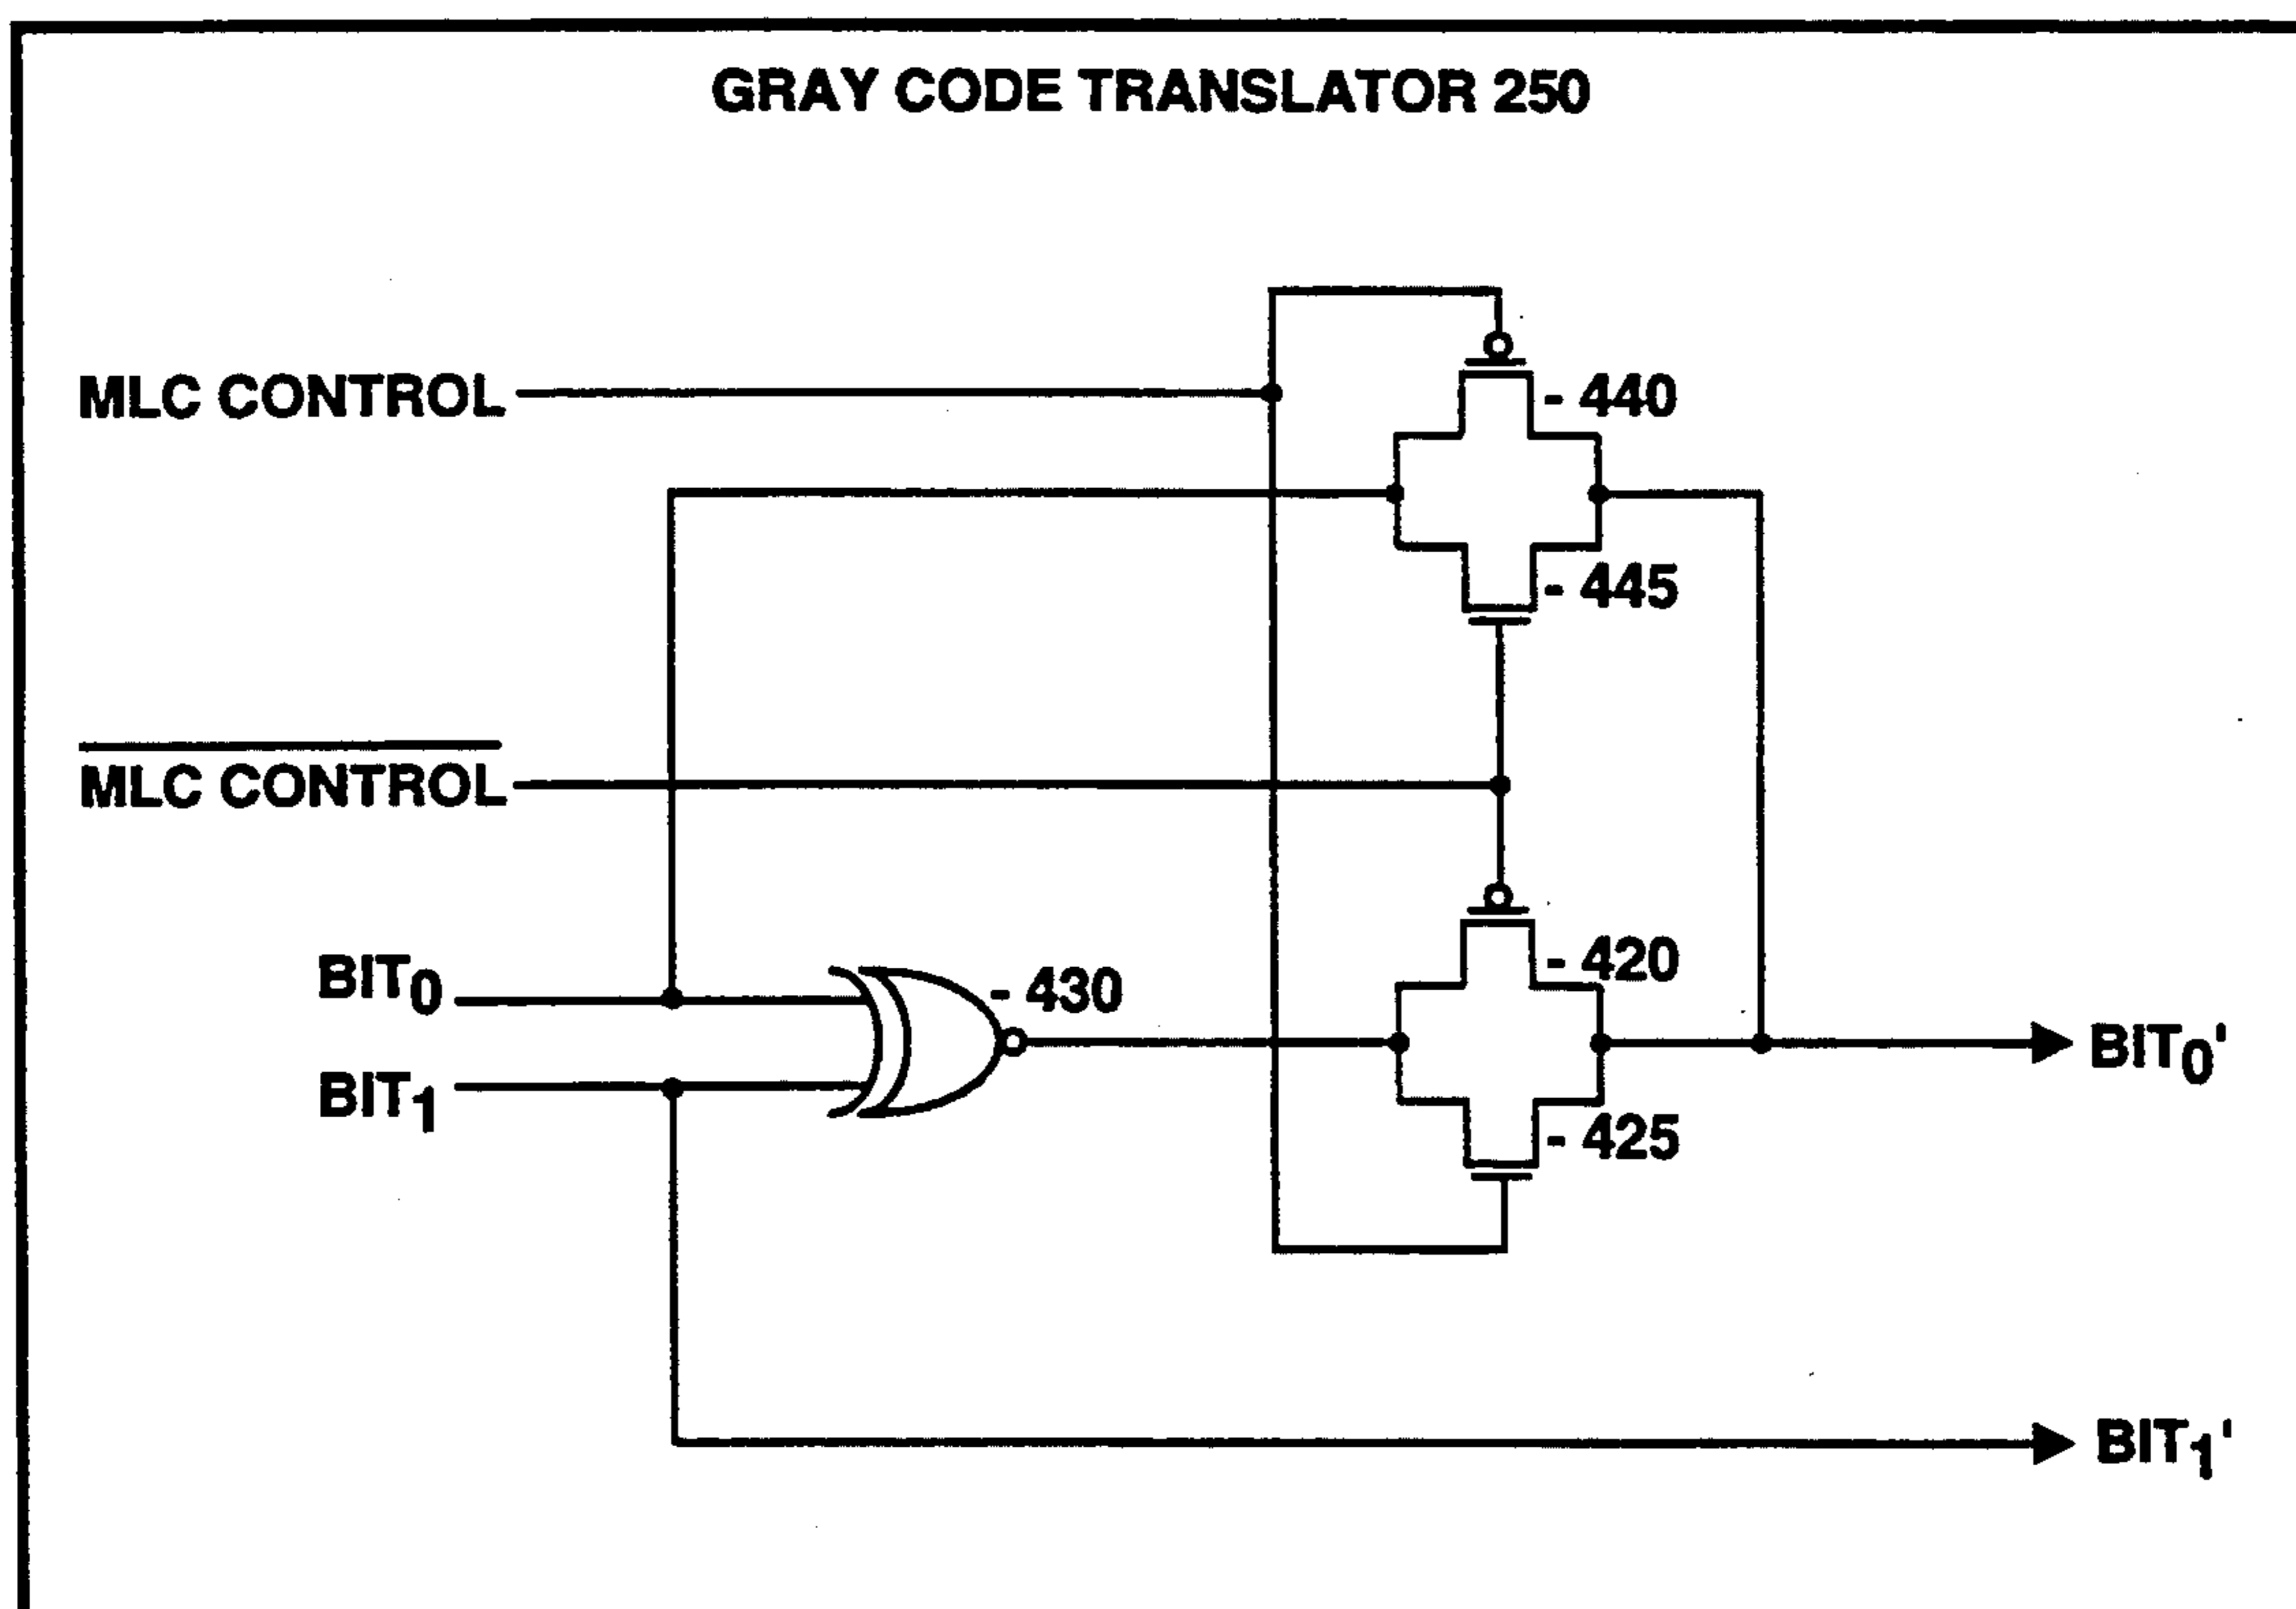 GRAY CODE TRANSLATOR 250
MLC CONTROL
- 440
- 445
MLC CONTROL
- 420
BIT0
- 430
BIT0'
BIT1
- 425
BIT1'